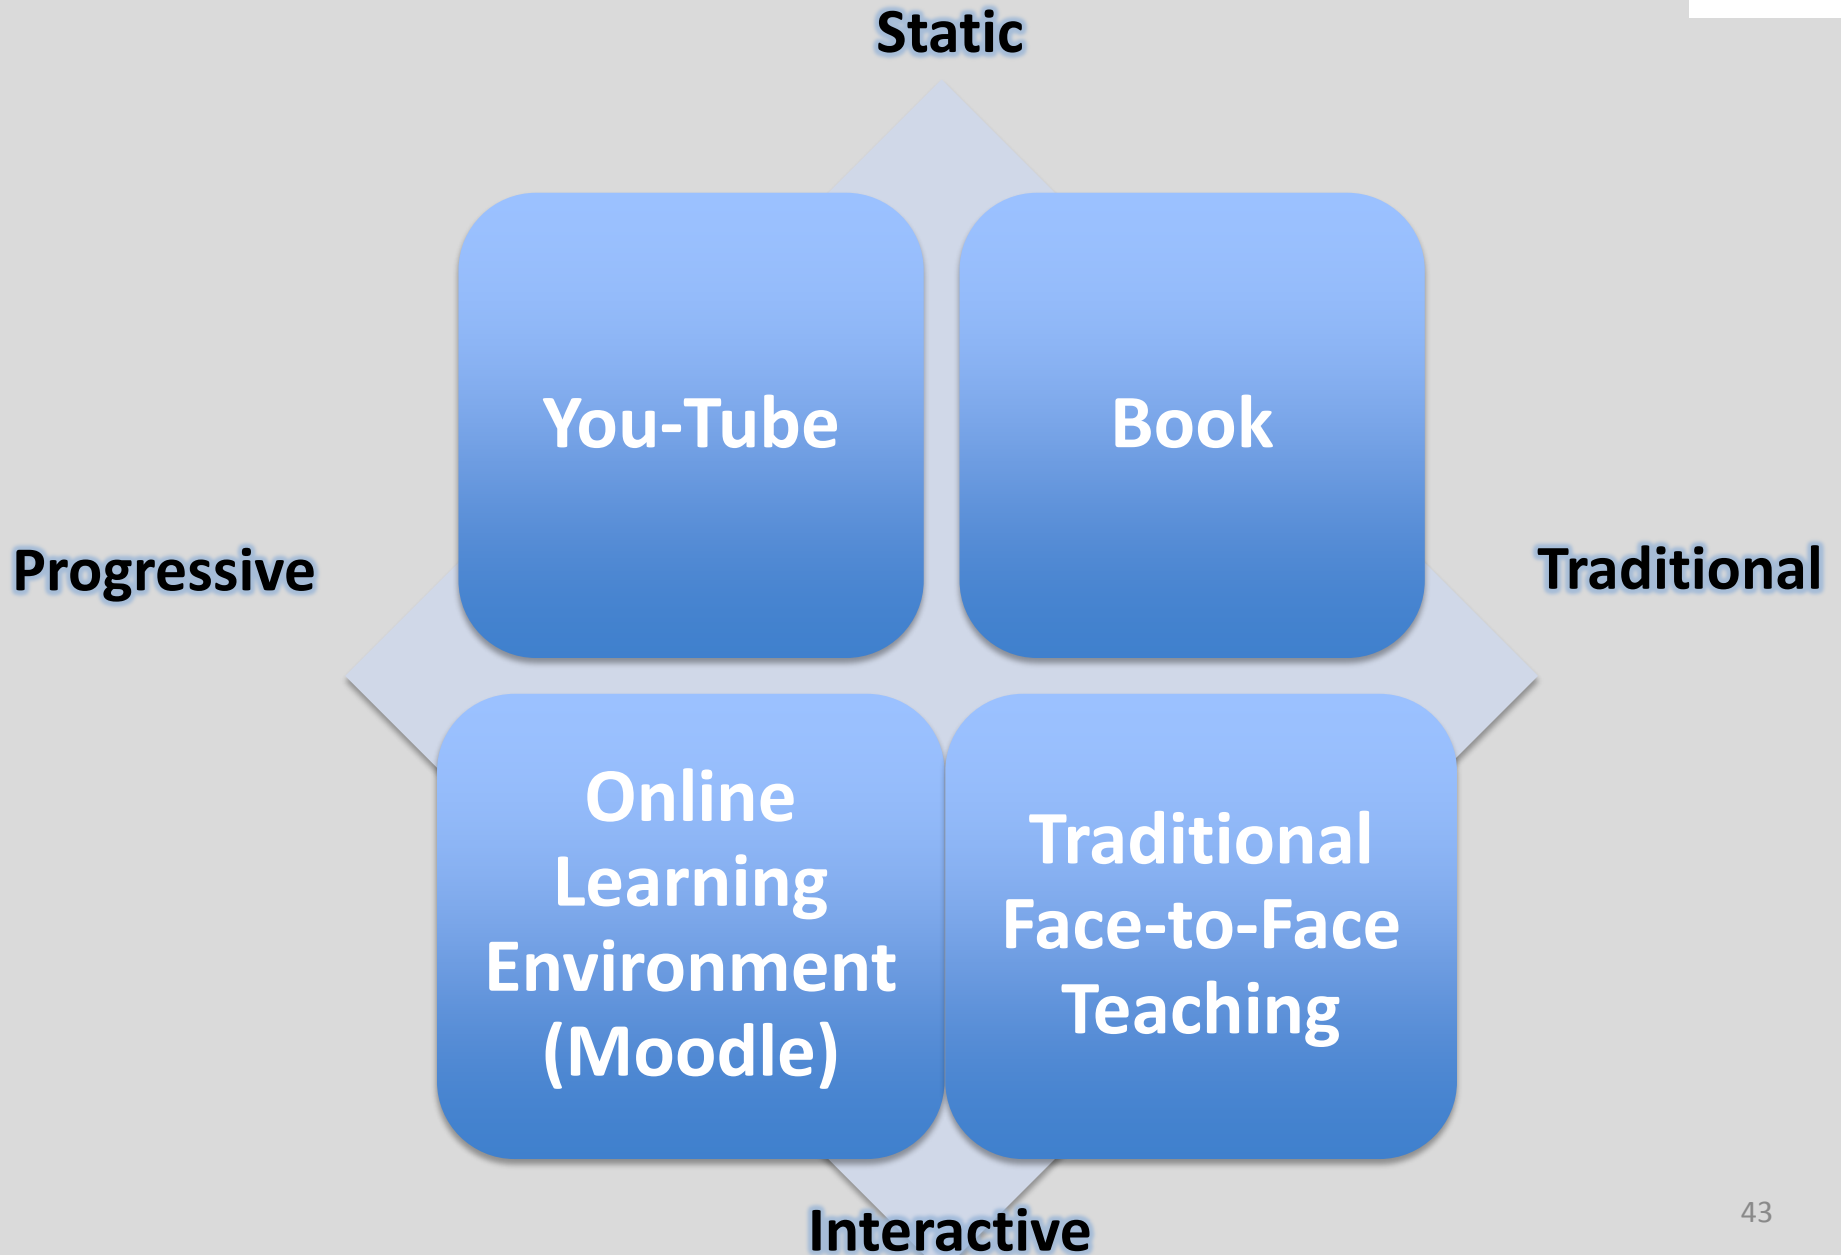 Static
You-Tube
Book
Progressive
Traditional
Online
Learning
Environment
(Moodle)
Traditional
Face-to-Face
Teaching
Interactive
43